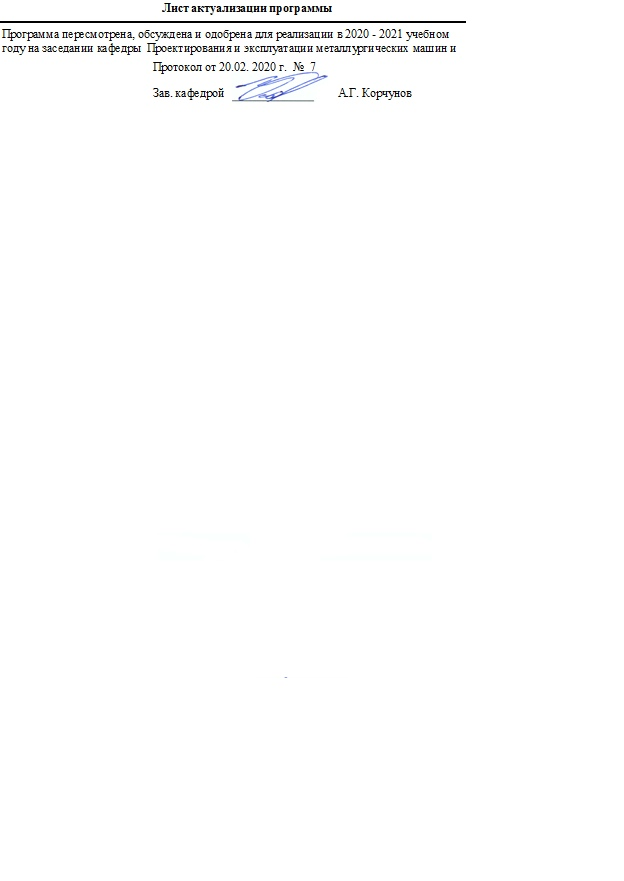 Лист актуализации программы
Программа пересмотрена, обсуждена и одобрена для реализации в 2020 - 2021 учебном
году на заседании кафедры Проектирования и эксплуатации металлургических машин и
Протокол от 20.02. 2020 г. № 7
Зав. кафедрой ______________ А.Г. Корчунов